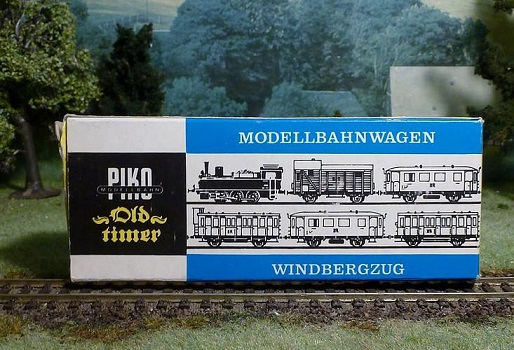 PIKO
MODELLBAHN
Old
timer
MODELLBAHNWAGEN
WINDBERGZUG